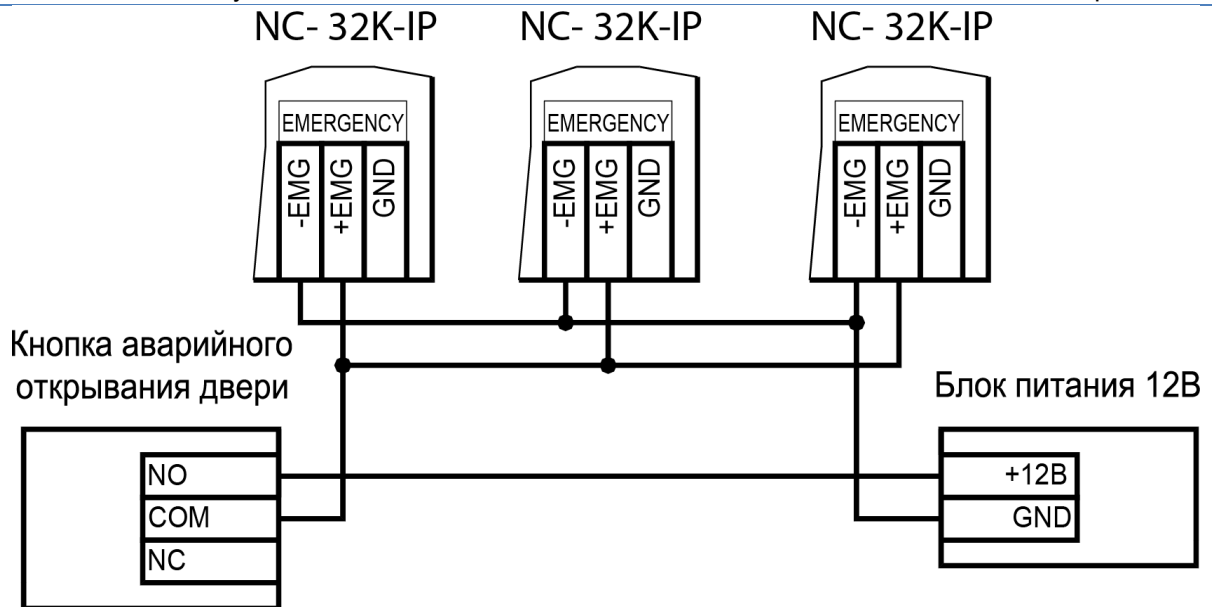 NC- 32K-IP NC- 32K-IP NC- 32K-IP
EMERGENCY EMERGENCY EMERGENCY
-EMG +EMG GND -EMG +EMG GND -EMG +EMG GND
Кнопка аварийного
открывания двери
Блок питания 12В
NO
COM
NC
+12В
GND